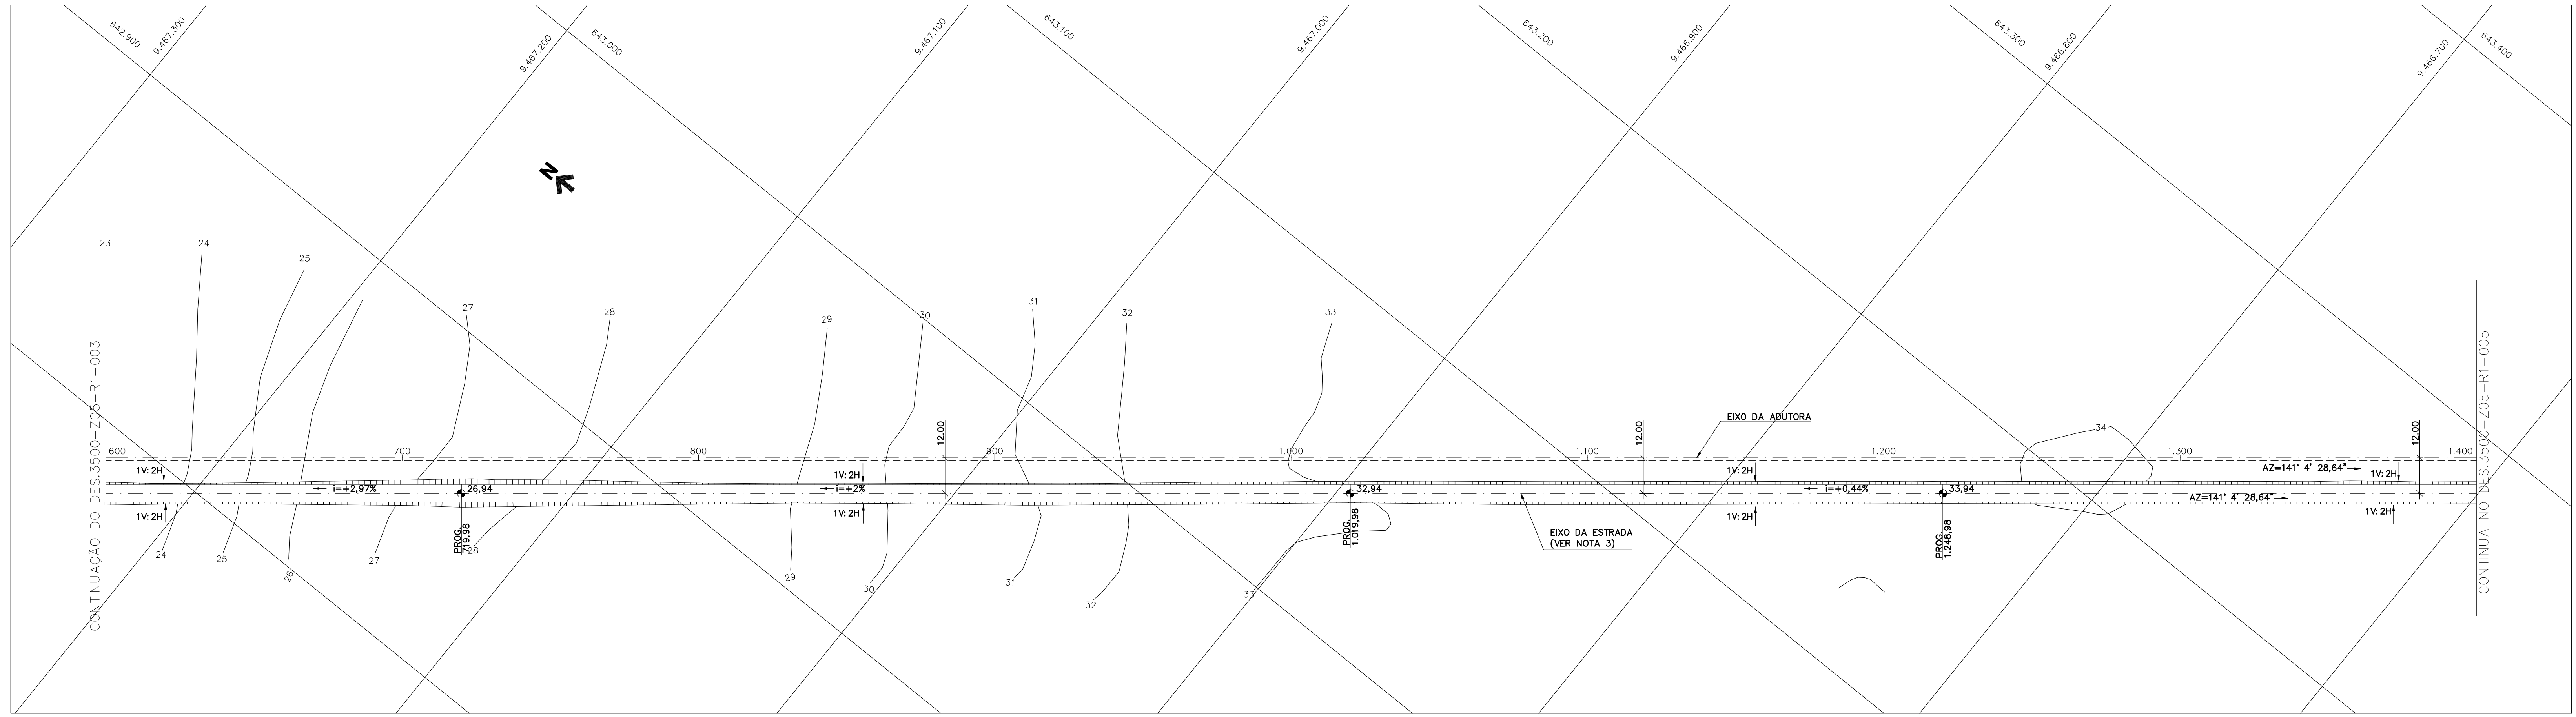 642.900
9.467.300
9.467.200
643.000
9.467.100
643.100
9.467.000
643.200
9.466.900
643.300
9.466.800
9.466.700
643.400
N
23
24
25
27
28
29
30
31
32
33
34
CONTINUAÇÃO DO DES.3500-Z05-R1-003
CONTINUA NO DES.3500-Z05-R1-005
EIXO DA ADUTORA
12.00
12.00
12.00
600
700
800
900
1.000
1.100
1.200
1.300
1.400
1V: 2H
1V: 2H
1V: 2H
1V: 2H
AZ=141° 4' 28,64"
i=+2,97%
26,94
i=+2%
32,94
i=+0,44%
33,94
AZ=141° 4' 28,64"
1V: 2H
1V: 2H
1V: 2H
1V: 2H
PROG.
719,98
PROG.
1.019,98
PROG.
1.248,98
EIXO DA ESTRADA
(VER NOTA 3)
24
25
26
27
28
29
30
31
32
33